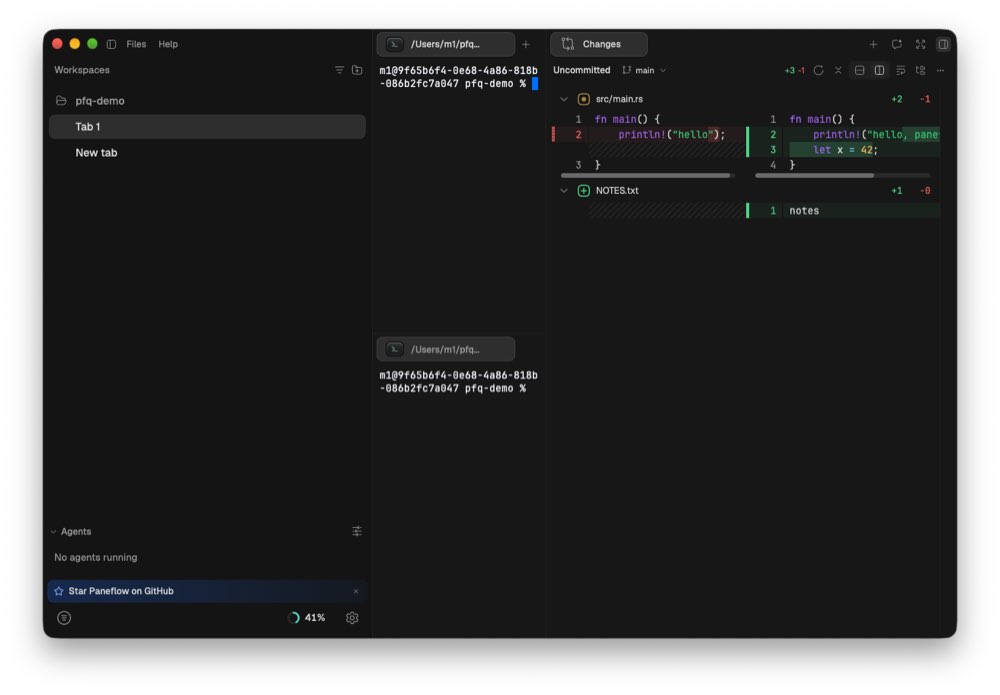 Files Help
Workspaces
pfq-demo
Tab 1
New tab
Agents
No agents running
Star Paneflow on GitHub
41%
/Users/m1/pfq…
m1@9f65b6f4-0e68-4a86-818b
-086b2fc7a047 pfq-demo %
/Users/m1/pfq…
m1@9f65b6f4-0e68-4a86-818b
-086b2fc7a047 pfq-demo %
Changes
Uncommitted main +3 -1
src/main.rs +2 -1
1 fn main() { 1 fn main() {
2 println!("hello"); 2 println!("hello, pane
3 let x = 42;
3 } 4 }
NOTES.txt +1 -0
1 notes